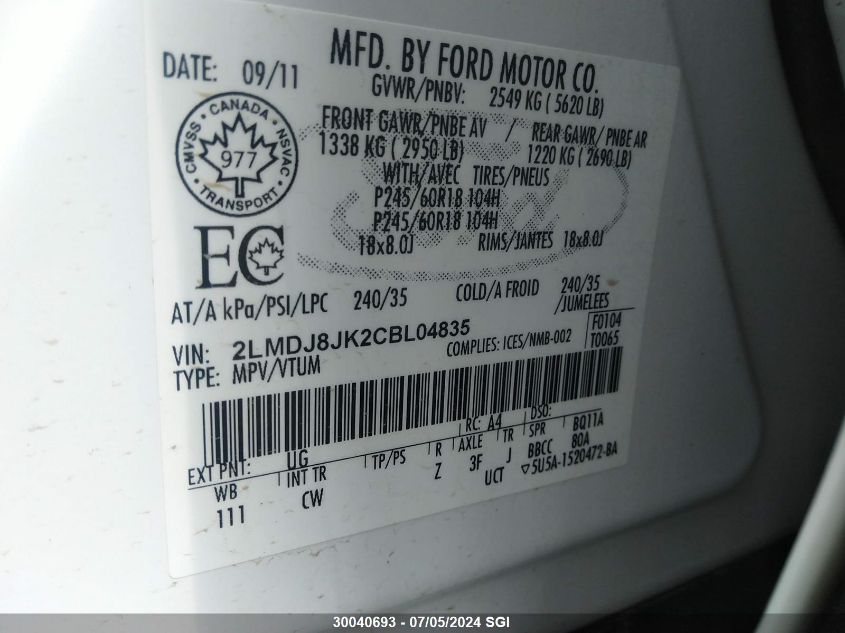 MFD. BY FORD MOTOR CO.
DATE: 09/11
GVWR/PNBV: 2549 KG ( 5620 LB)
FRONT GAWR/PNBE AV / REAR GAWR/ PNBE AR
1338 KG ( 2950 LB) 1220 KG ( 2690 LB)
WITH/AVEC TIRES/PNEUS
P245/60R18 104H
P245/60R18 104H
18x8.0J RIMS/JANTES 18x8.0J
CANADA
CMVSS NSVAC
977
TRANSPORT
EC
AT/A kPa/PSI/LPC 240/35 COLD/A FROID 240/35
/JUMELEES
VIN: 2LMDJ8JK2CBL04835
F0104
COMPLIES: ICES/NMB-002 T0065
TYPE: MPV/VTUM
EXT PNT: UG RC: A4 DSO:
WB INT TR TP/PS R AXLE TR SPR BQ11A
111 CW Z 3F J BBCC 80A
UCT ▽5U5A-1520472-BA
30040693 - 07/05/2024 SGI